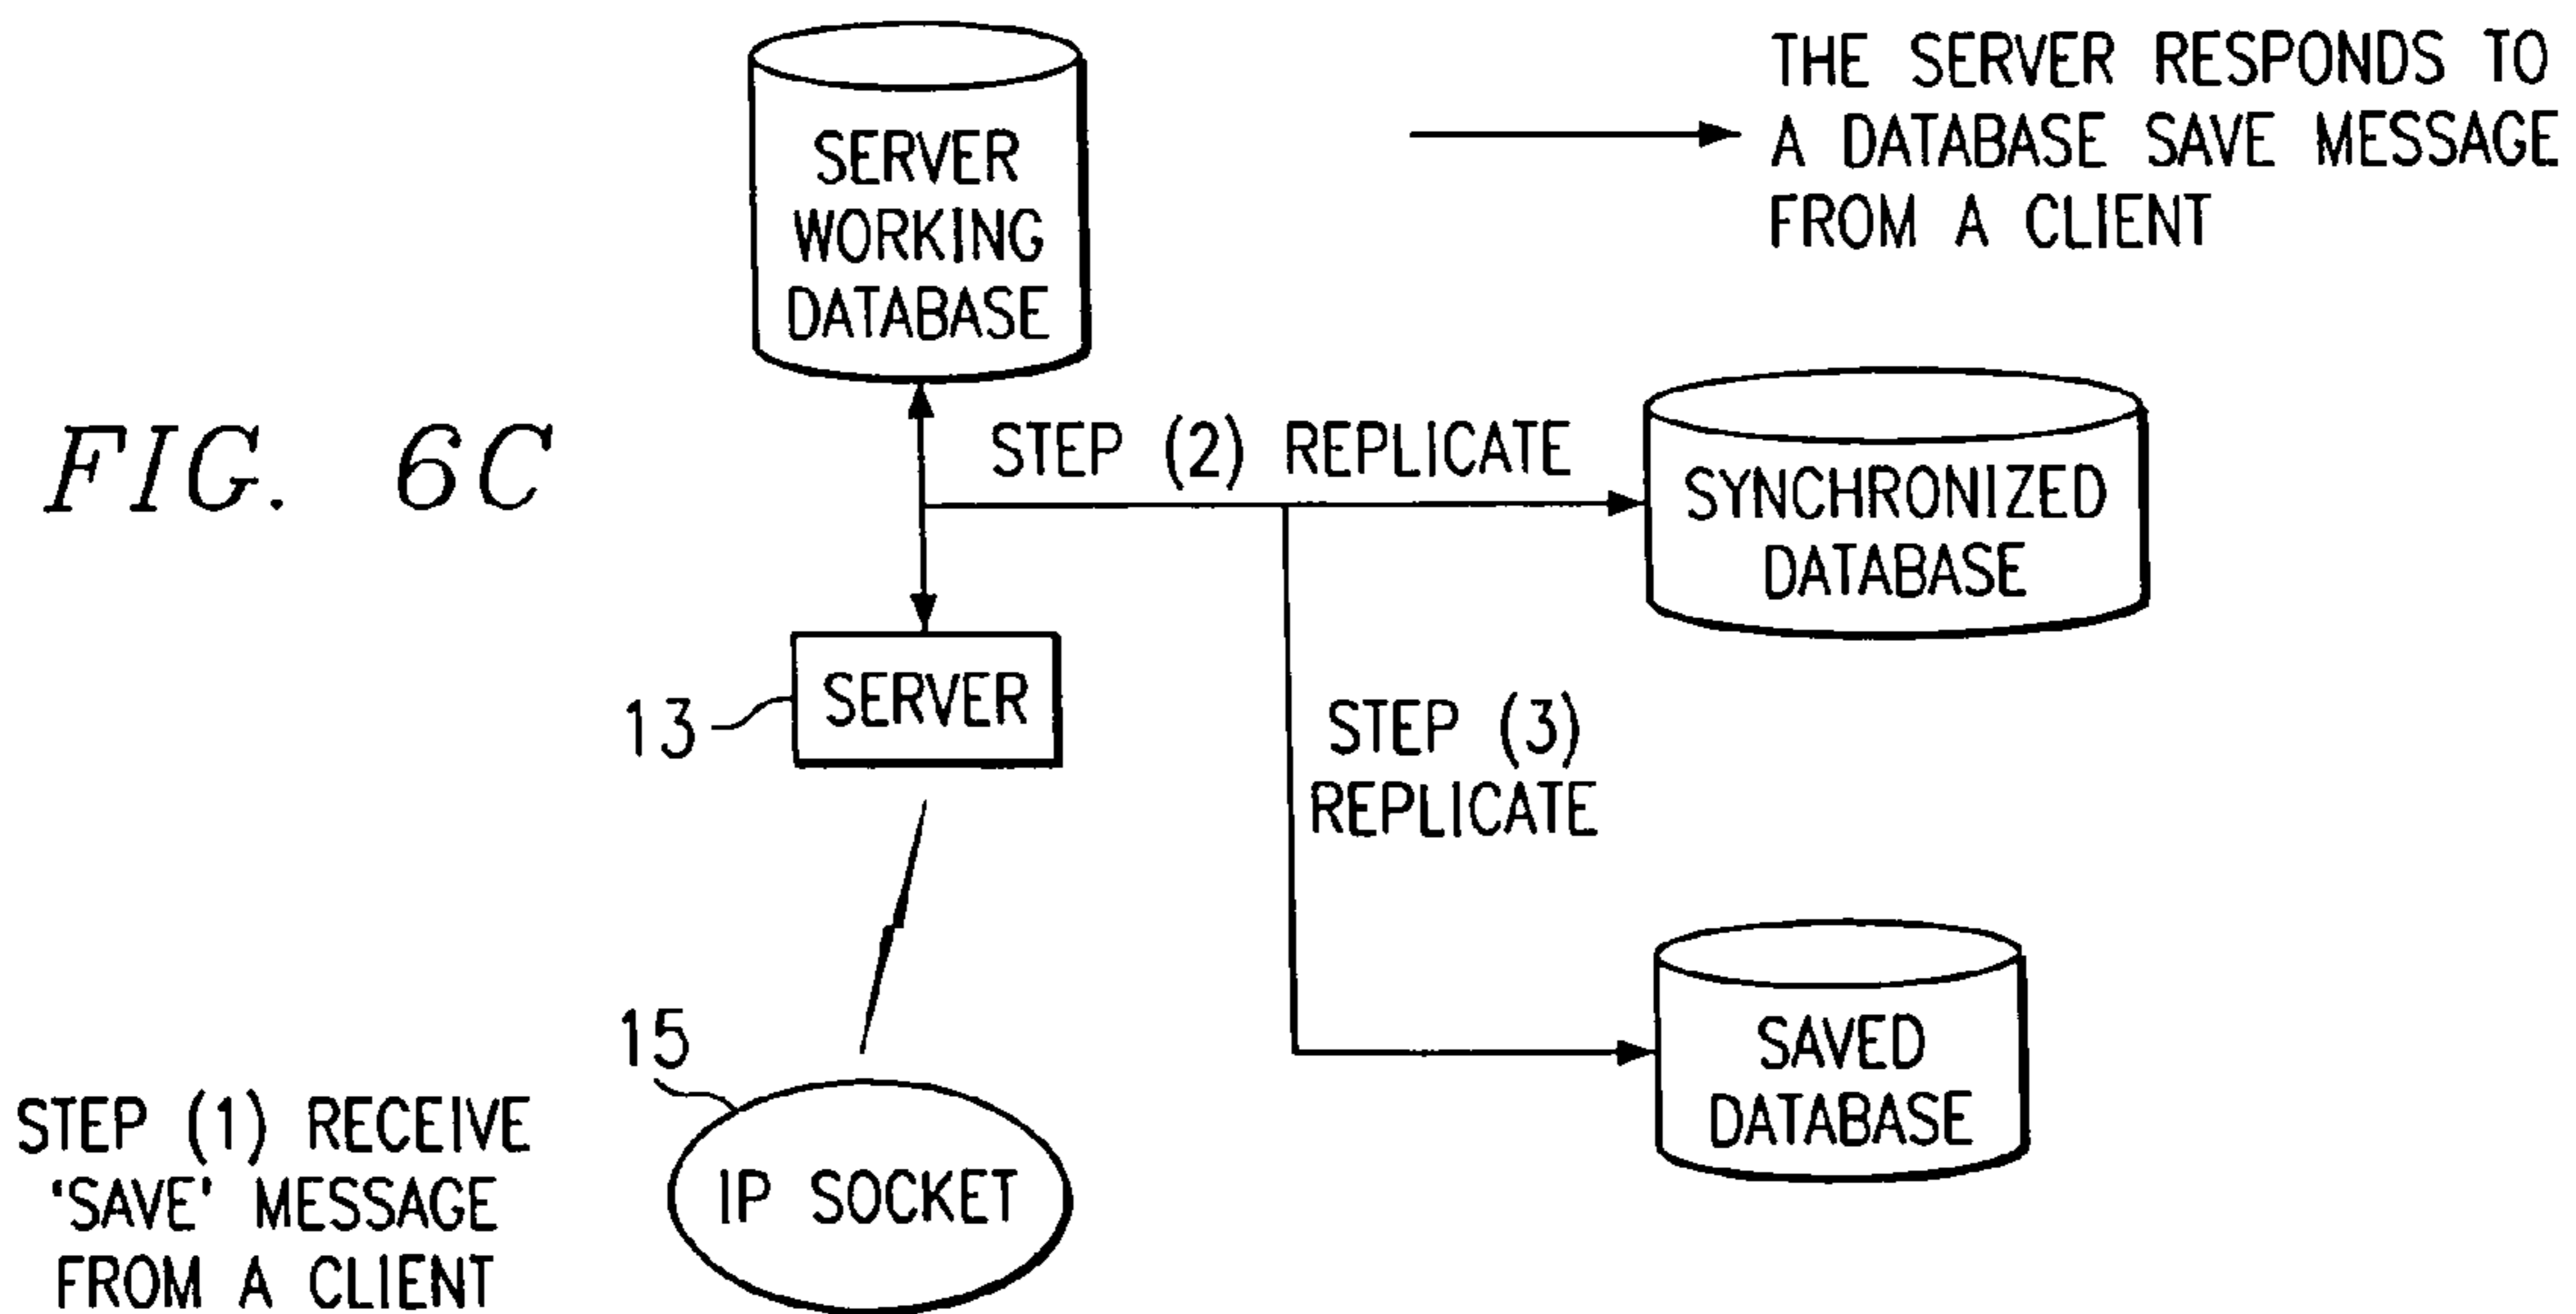 SERVER
WORKING
DATABASE
THE SERVER RESPONDS TO
A DATABASE SAVE MESSAGE
FROM A CLIENT
FIG. 6C
STEP (2) REPLICATE
SYNCHRONIZED
DATABASE
13
SERVER
STEP (3)
REPLICATE
15
IP SOCKET
SAVED
DATABASE
STEP (1) RECEIVE
'SAVE' MESSAGE
FROM A CLIENT